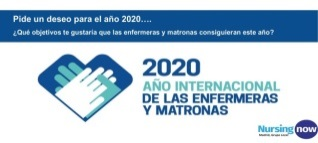 Pide un deseo para el año 2020….
¿Qué objetivos te gustaría que las enfermeras y matronas consiguieran este año?
2020
AÑO INTERNACIONAL
DE LAS ENFERMERAS
Y MATRONAS
Nursing now